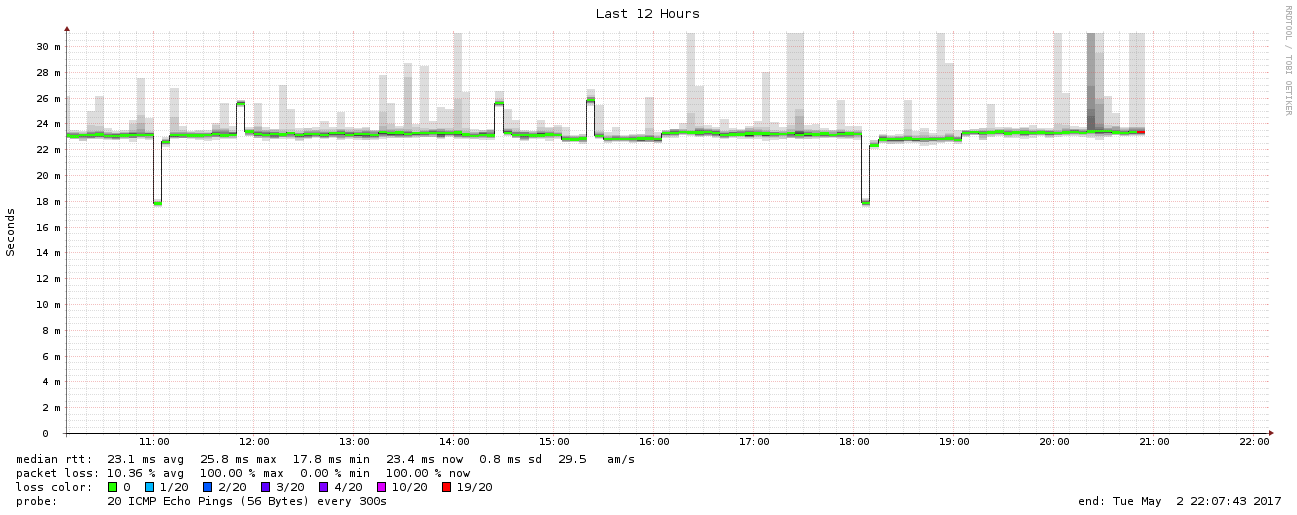 Last 12 Hours
RRDTOOL / TOBI OETIKER
Seconds
30 m
28 m
26 m
24 m
22 m
20 m
18 m
16 m
14 m
12 m
10 m
8 m
6 m
4 m
2 m
0
11:00 12:00 13:00 14:00 15:00 16:00 17:00 18:00 19:00 20:00 21:00 22:00
median rtt: 23.1 ms avg 25.8 ms max 17.8 ms min 23.4 ms now 0.8 ms sd 29.5 am/s
packet loss: 10.36 % avg 100.00 % max 0.00 % min 100.00 % now
loss color: 0 1/20 2/20 3/20 4/20 10/20 19/20
probe: 20 ICMP Echo Pings (56 Bytes) every 300s end: Tue May 2 22:07:43 2017